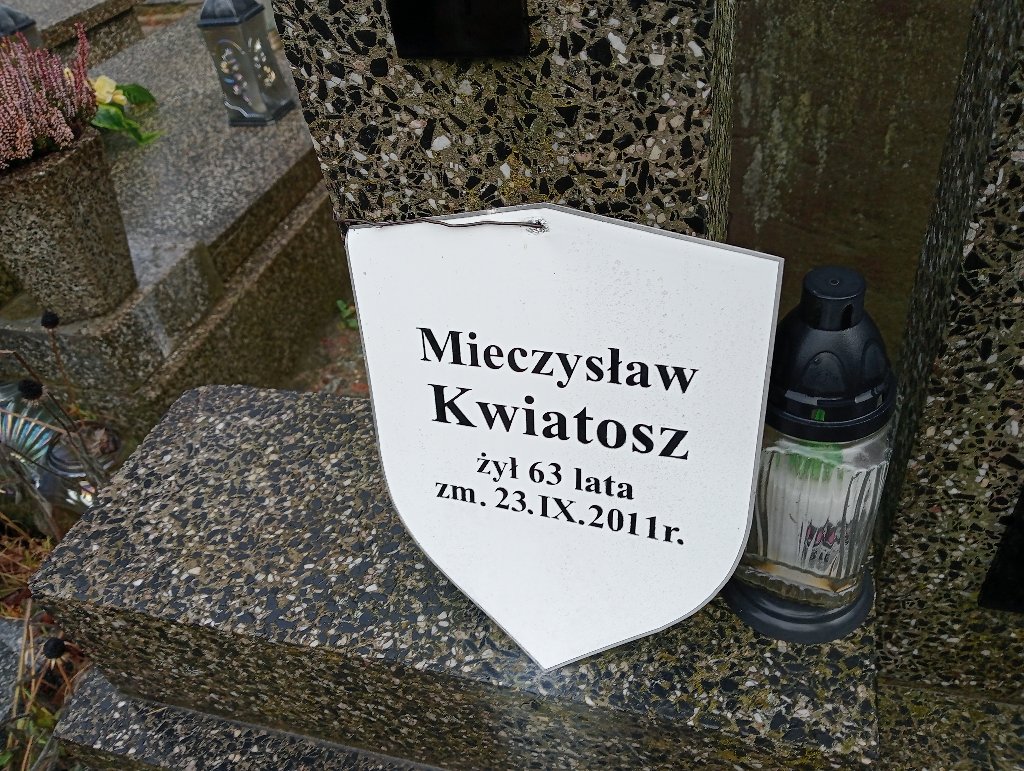 Mieczysław
Kwiatosz
żył 63 lata
zm. 23.IX.2011r.